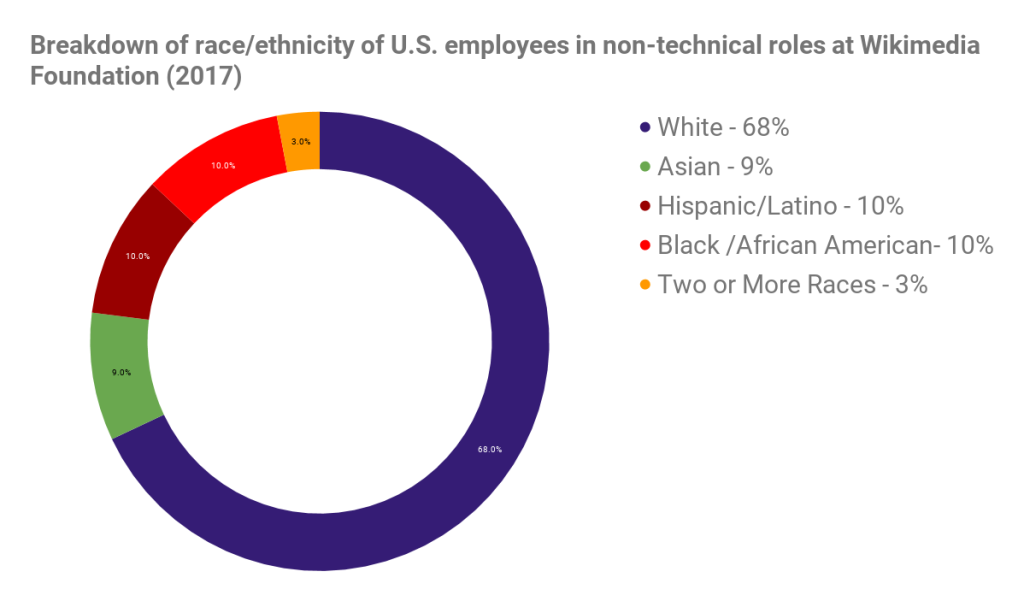 Breakdown of race/ethnicity of U.S. employees in non-technical roles at Wikimedia
Foundation (2017)
3.0%
10.0%
10.0%
9.0%
68.0%
White - 68%
Asian - 9%
Hispanic/Latino - 10%
Black /African American- 10%
Two or More Races - 3%